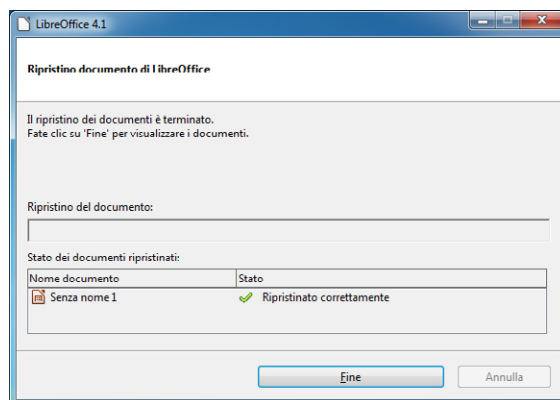 LibreOffice 4.1
Ripristino documento di LibreOffice
Il ripristino dei documenti è terminato.
Fate clic su 'Fine' per visualizzare i documenti.
Ripristino del documento:
Stato dei documenti ripristinati:
Nome documento Stato
Senza nome 1 Ripristinato correttamente
Fine Annulla